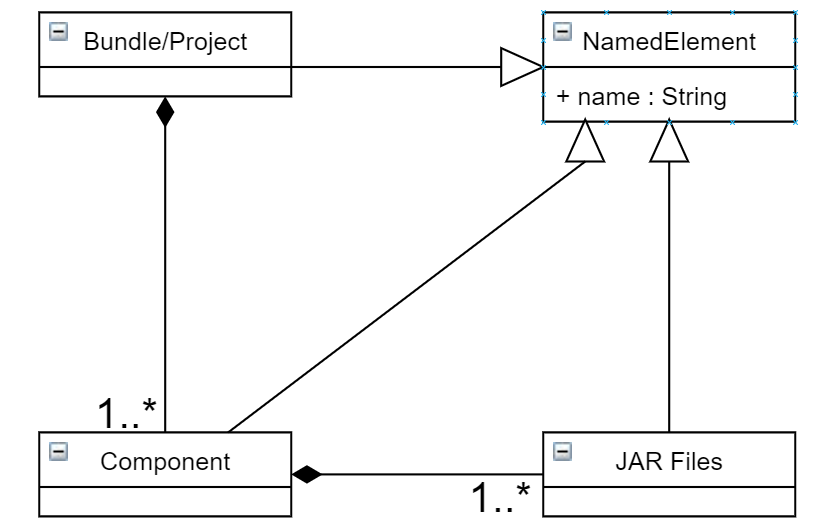 Bundle/Project
NamedElement
+ name : String
1..*
Component
JAR Files
1..*